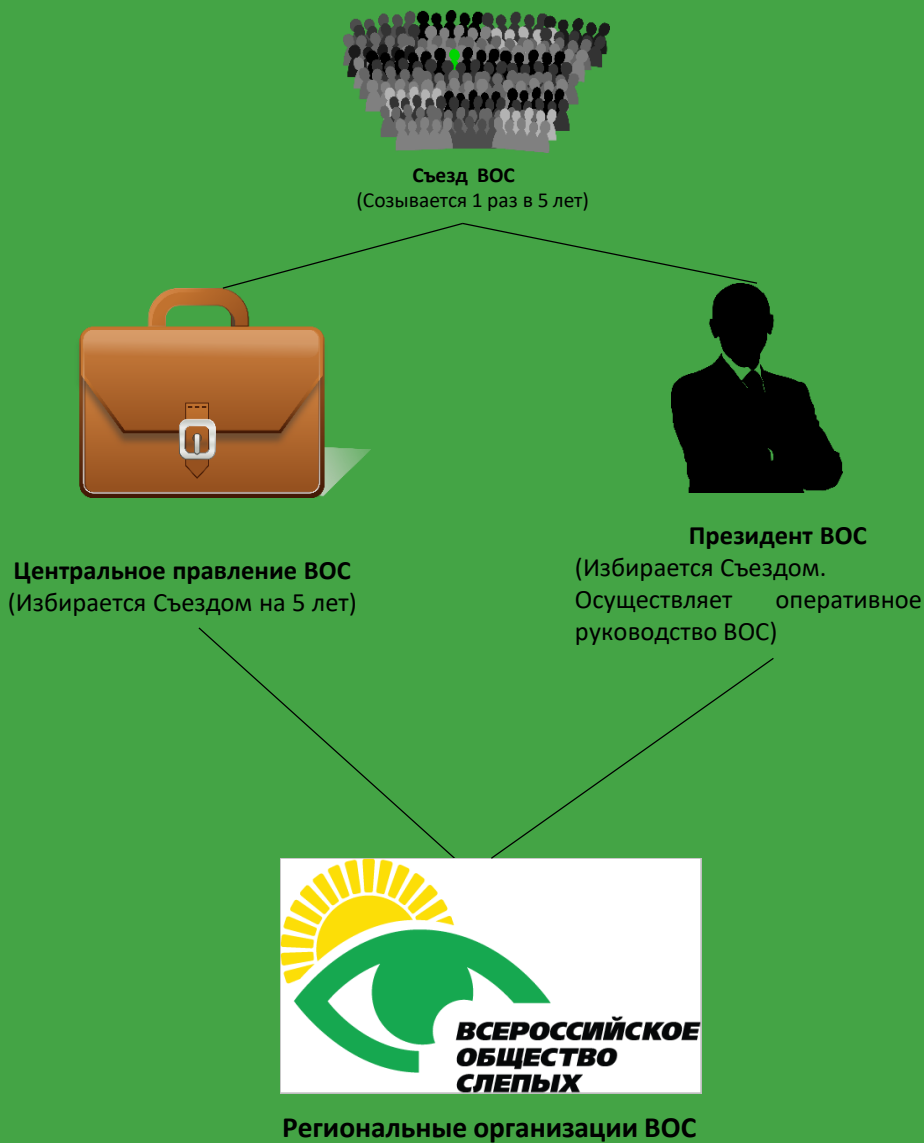 Съезд ВОС
(Созывается 1 раз в 5 лет)
Президент ВОС
(Избирается Съездом.
Осуществляет оперативное
руководство ВОС)
Центральное правление ВОС
(Избирается Съездом на 5 лет)
ВСЕРОССИЙСКОЕ
ОБЩЕСТВО
СЛЕПЫХ
Региональные организации ВОС